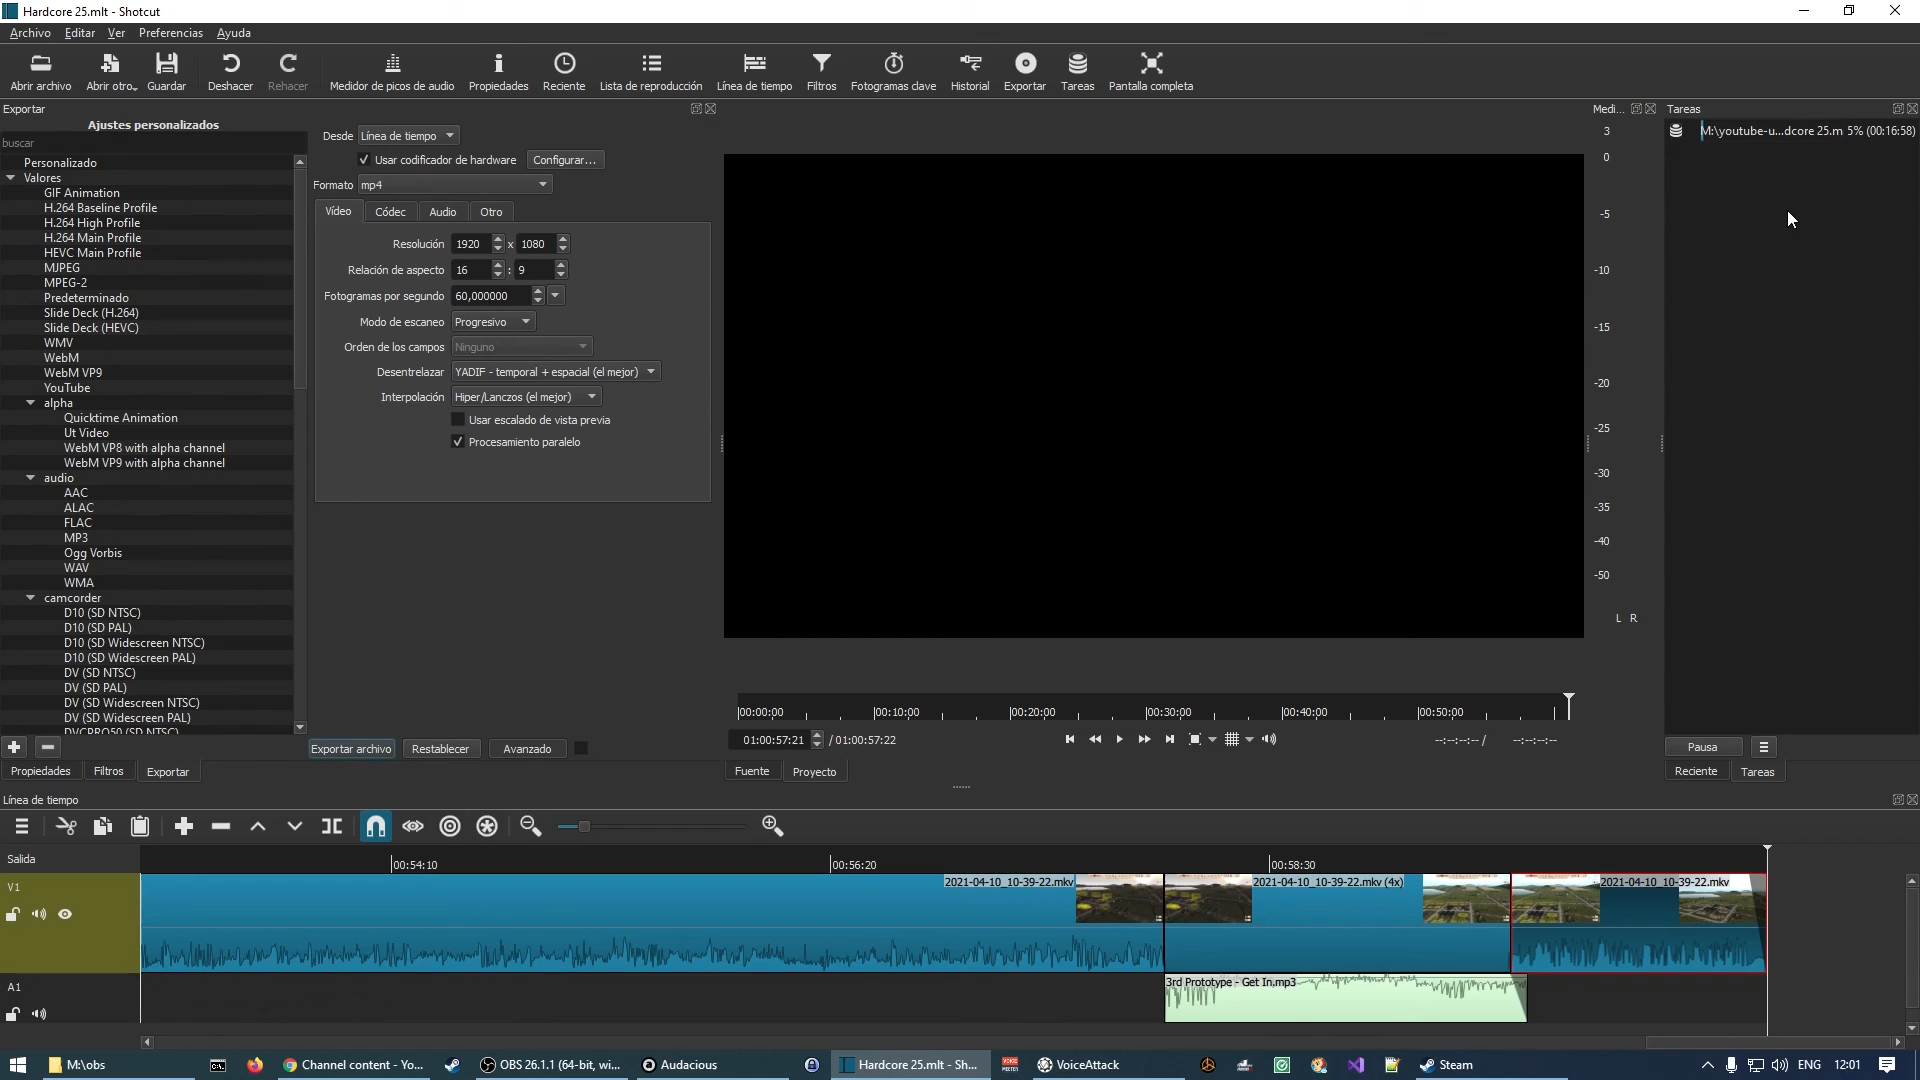 Hardcore 25.mlt - Shotcut
Archivo Editar Ver Preferencias Ayuda
Abrir archivo Abrir otro... Guardar Deshacer Rehacer Medidor de picos de audio Propiedades Reciente Lista de reproducción Línea de tiempo Filtros Fotogramas clave Historial Exportar Tareas Pantalla completa
Exportar
Ajustes personalizados
buscar
Personalizado
Valores
GIF Animation
H.264 Baseline Profile
H.264 High Profile
H.264 Main Profile
HEVC Main Profile
MJPEG
MPEG-2
Predeterminado
Slide Deck (H.264)
Slide Deck (HEVC)
WMV
WebM
WebM VP9
YouTube
alpha
Quicktime Animation
Ut Video
WebM VP8 with alpha channel
WebM VP9 with alpha channel
audio
AAC
ALAC
FLAC
MP3
Ogg Vorbis
WAV
WMA
camcorder
D10 (SD NTSC)
D10 (SD PAL)
D10 (SD Widescreen NTSC)
D10 (SD Widescreen PAL)
DV (SD NTSC)
DV (SD PAL)
DV (SD Widescreen NTSC)
DV (SD Widescreen PAL)
DVCPRO50 (SD NTSC)
Desde Línea de tiempo
Usar codificador de hardware Configurar...
Formato mp4
Vídeo Códec Audio Otro
Resolución 1920 x 1080
Relación de aspecto 16 : 9
Fotogramas por segundo 60,000000
Modo de escaneo Progresivo
Orden de los campos Ninguno
Desentrelazar YADIF - temporal + espacial (el mejor)
Interpolación Hiper/Lanczos (el mejor)
Usar escalado de vista previa
Procesamiento paralelo
Exportar archivo Restablecer Avanzado
Propiedades Filtros Exportar
00:00:00 00:10:00 00:20:00 00:30:00 00:40:00 00:50:00
01:00:57:21 / 01:00:57:22 --:--:--:-- / --:--:--:--
Fuente Proyecto
Medi...
3
0
-5
-10
-15
-20
-25
-30
-35
-40
-50
L R
Tareas
M:\youtube-u...dcore 25.m 5% (00:16:58)
Pausa
Reciente Tareas
Línea de tiempo
Salida
00:54:10 00:56:20 00:58:30
V1
2021-04-10_10-39-22.mkv 2021-04-10_10-39-22.mkv (4x) 2021-04-10_10-39-22.mkv
A1
3rd Prototype - Get In.mp3
M:\obs Channel content - Yo... OBS 26.1.1 (64-bit, wi... Audacious Hardcore 25.mlt - Sh... VoiceAttack Steam ENG 12:01